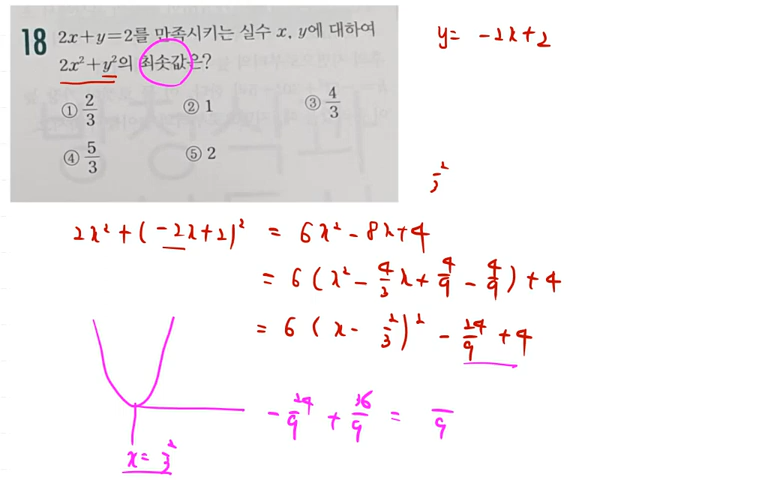 18 2x+y=2를 만족시키는 실수 x, y에 대하여
2x²+y²의 최솟값은?
① 2/3 ② 1 ③ 4/3
④ 5/3 ⑤ 2
y= -2x+2
2/3
2x²+(-2x+2)² = 6x²-8x+4
= 6(x²-4/3x+4/9-4/9)+4
= 6(x-2/3)²-24/9+4
-24/9+36/9= /9
x=2/3